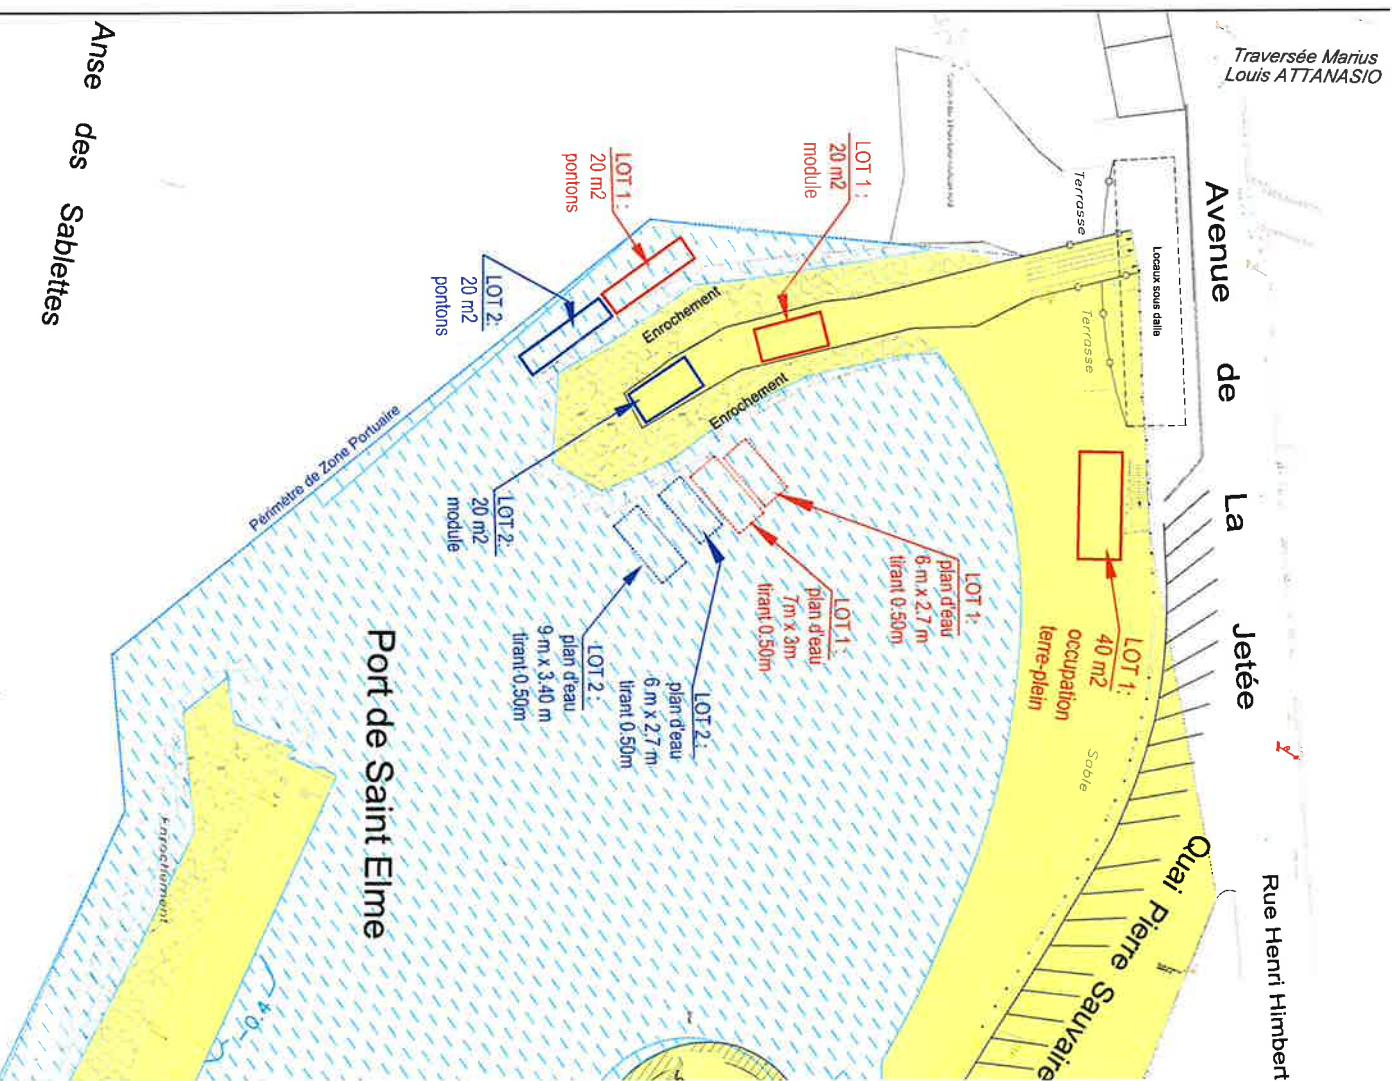 Traversée Marius
Louis ATTANASIO
Avenue de La Jetée
Rue Henri Himbert
Quai Pierre Sauvaire
Anse des Sablettes
Port de Saint Elme
Locaux sous dalle
Terrasse
Terrasse
Sable
Enrochement
Enrochement
Enrochement
Périmètre de Zone Portuaire
LOT 1 :
20 m2
module
LOT 1 :
20 m2
pontons
LOT 2:
20 m2
pontons
LOT 2:
20 m2
module
LOT 1:
40 m2
occupation
terre-plein
LOT 1:
plan d'eau
6 m x 2.7 m
tirant 0.50m
LOT 1 :
plan d'eau
7m x 3m
tirant 0.50m
LOT 2 :
plan d'eau
6 m x 2.7 m
tirant 0.50m
LOT 2 :
plan d'eau
9 m x 3.40 m
tirant 0.50m
-0.4